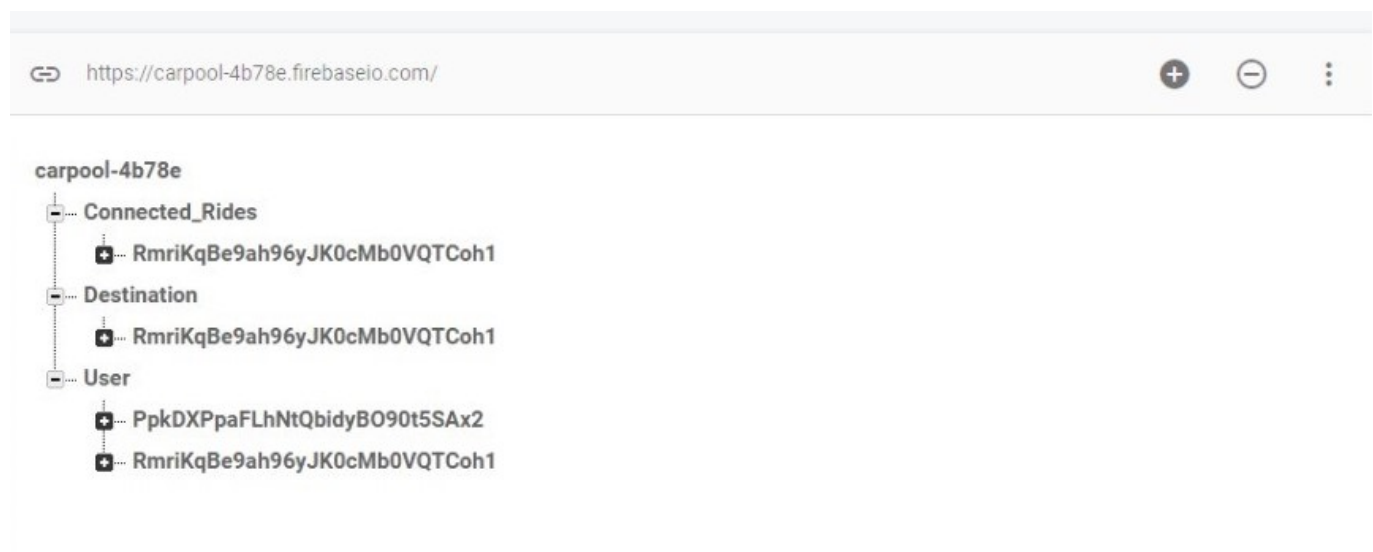 https://carpool-4b78e.firebaseio.com/
carpool-4b78e
Connected_Rides
RmriKqBe9ah96yJK0cMb0VQTCoh1
Destination
RmriKqBe9ah96yJK0cMb0VQTCoh1
User
PpkDXPpaFLhNtQbidyBO90t5SAx2
RmriKqBe9ah96yJK0cMb0VQTCoh1